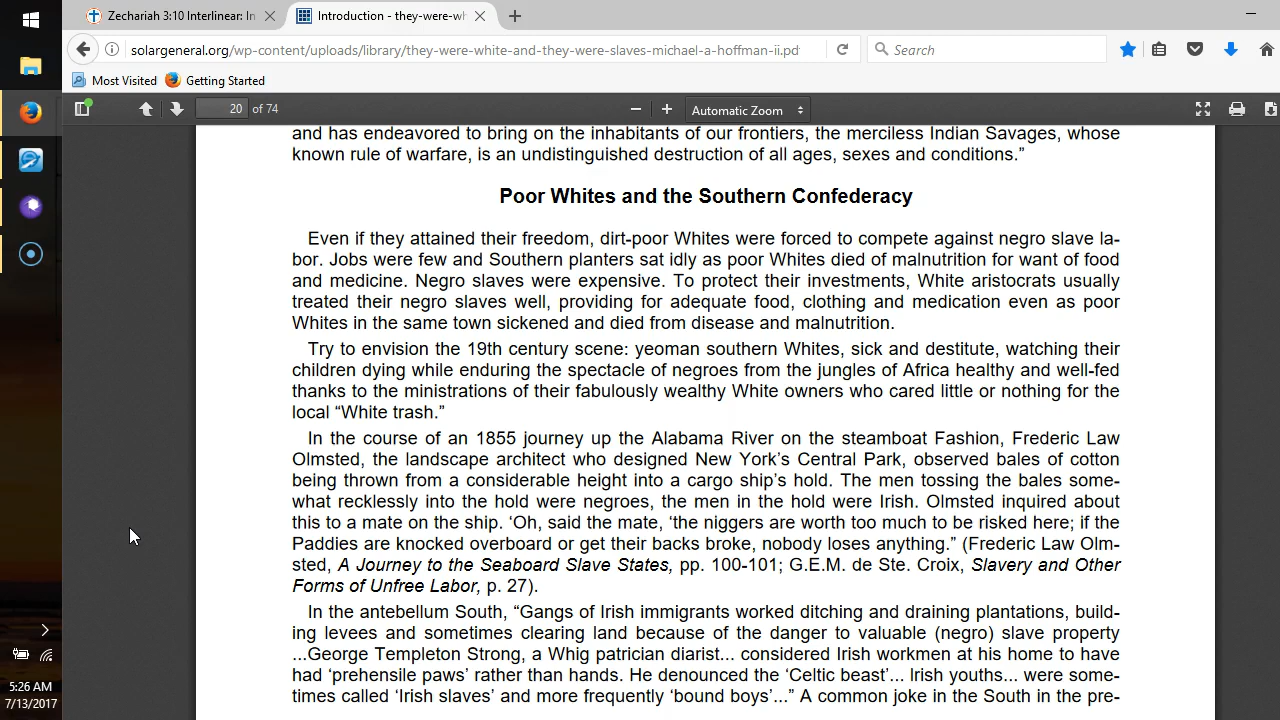 Zechariah 3:10 Interlinear: In
Introduction - they-were-wh
solargeneral.org/wp-content/uploads/library/they-were-white-and-they-were-slaves-michael-a-hoffman-ii.pdf
Search
Most Visited
Getting Started
20 of 74
Automatic Zoom
and has endeavored to bring on the inhabitants of our frontiers, the merciless Indian Savages, whose
known rule of warfare, is an undistinguished destruction of all ages, sexes and conditions.”
Poor Whites and the Southern Confederacy
Even if they attained their freedom, dirt-poor Whites were forced to compete against negro slave la-
bor. Jobs were few and Southern planters sat idly as poor Whites died of malnutrition for want of food
and medicine. Negro slaves were expensive. To protect their investments, White aristocrats usually
treated their negro slaves well, providing for adequate food, clothing and medication even as poor
Whites in the same town sickened and died from disease and malnutrition.
Try to envision the 19th century scene: yeoman southern Whites, sick and destitute, watching their
children dying while enduring the spectacle of negroes from the jungles of Africa healthy and well-fed
thanks to the ministrations of their fabulously wealthy White owners who cared little or nothing for the
local “White trash.”
In the course of an 1855 journey up the Alabama River on the steamboat Fashion, Frederic Law
Olmsted, the landscape architect who designed New York’s Central Park, observed bales of cotton
being thrown from a considerable height into a cargo ship’s hold. The men tossing the bales some-
what recklessly into the hold were negroes, the men in the hold were Irish. Olmsted inquired about
this to a mate on the ship. ‘Oh, said the mate, ‘the niggers are worth too much to be risked here; if the
Paddies are knocked overboard or get their backs broke, nobody loses anything.” (Frederic Law Olm-
sted, A Journey to the Seaboard Slave States, pp. 100-101; G.E.M. de Ste. Croix, Slavery and Other
Forms of Unfree Labor, p. 27).
In the antebellum South, “Gangs of Irish immigrants worked ditching and draining plantations, build-
ing levees and sometimes clearing land because of the danger to valuable (negro) slave property
...George Templeton Strong, a Whig patrician diarist... considered Irish workmen at his home to have
had ‘prehensile paws’ rather than hands. He denounced the ‘Celtic beast’... Irish youths... were some-
times called ‘Irish slaves’ and more frequently ‘bound boys’...” A common joke in the South in the pre-
5:26 AM
7/13/2017